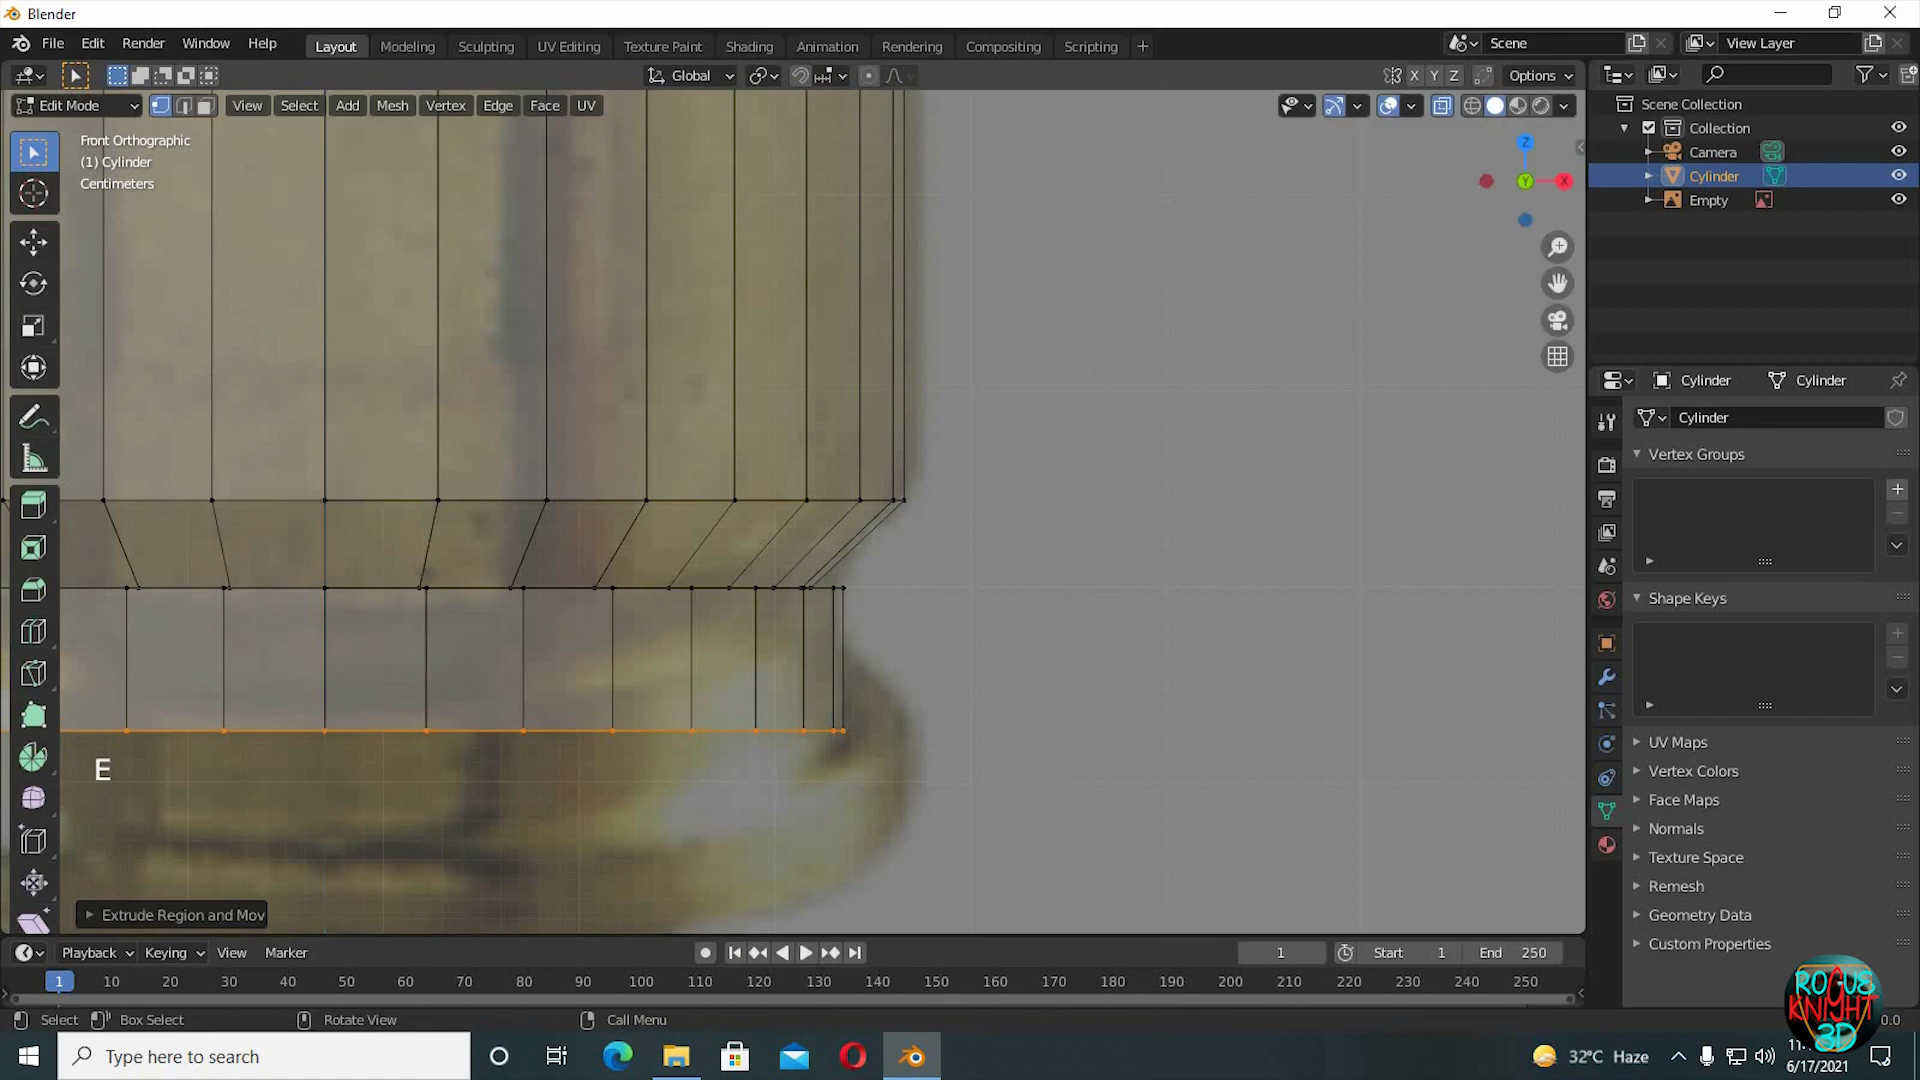 Blender
File Edit Render Window Help
Layout Modeling Sculpting UV Editing Texture Paint Shading Animation Rendering Compositing Scripting
Scene
View Layer
Global
X Y Z Options
Edit Mode
View Select Add Mesh Vertex Edge Face UV
Front Orthographic
(1) Cylinder
Centimeters
Z
Y
X
Scene Collection
Collection
Camera
Cylinder
Empty
Cylinder
Cylinder
Cylinder
Vertex Groups
Shape Keys
UV Maps
Vertex Colors
Face Maps
Normals
Texture Space
Remesh
Geometry Data
Custom Properties
E
Extrude Region and Mov
Playback Keying View Marker
1
Start 1
End 250
1 10 20 30 40 50 60 70 80 90 100 110 120 130 140 150 160 170 180 190 200 210 220 230 240 250
Select Box Select Rotate View Call Menu
ROGUE
KNIGHT
3D
Type here to search
32°C Haze
6/17/2021